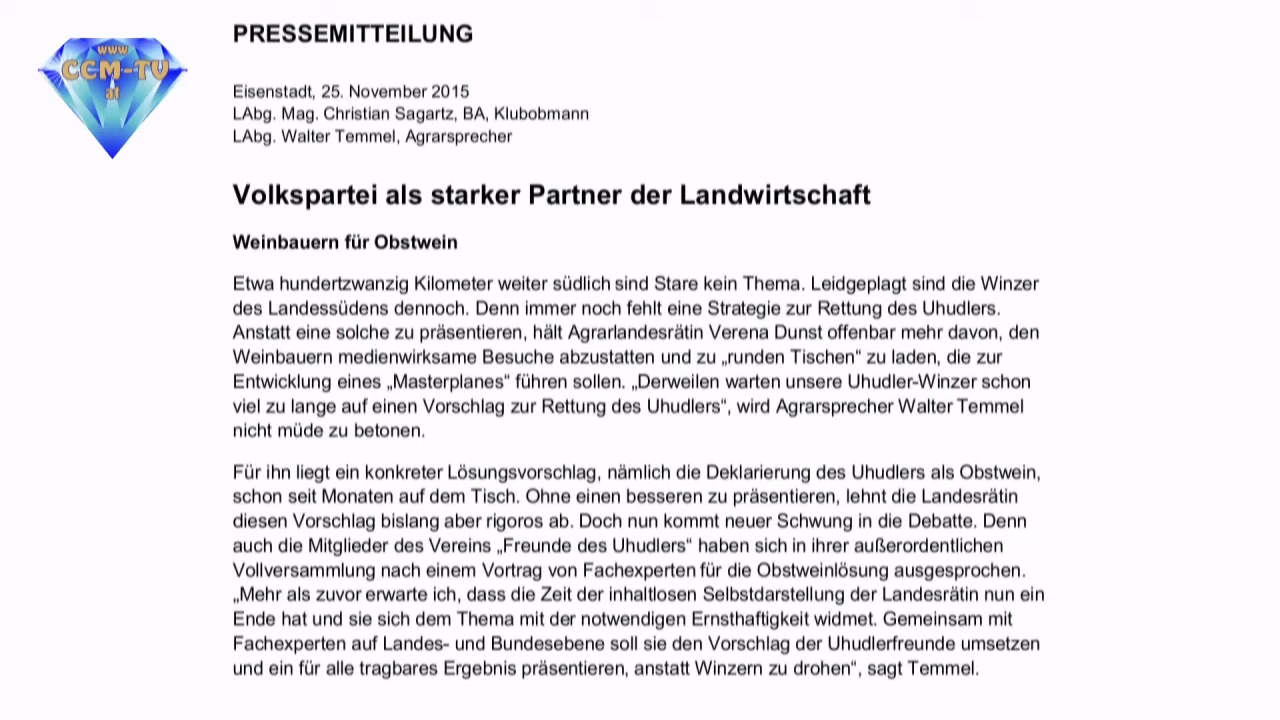 PRESSEMITTEILUNG
www
CCM-TV
at
Eisenstadt, 25. November 2015
LAbg. Mag. Christian Sagartz, BA, Klubobmann
LAbg. Walter Temmel, Agrarsprecher
Volkspartei als starker Partner der Landwirtschaft
Weinbauern für Obstwein
Etwa hundertzwanzig Kilometer weiter südlich sind Stare kein Thema. Leidgeplagt sind die Winzer
des Landessüdens dennoch. Denn immer noch fehlt eine Strategie zur Rettung des Uhudlers.
Anstatt eine solche zu präsentieren, hält Agrarlandesrätin Verena Dunst offenbar mehr davon, den
Weinbauern medienwirksame Besuche abzustatten und zu „runden Tischen“ zu laden, die zur
Entwicklung eines „Masterplanes“ führen sollen. „Derweilen warten unsere Uhudler-Winzer schon
viel zu lange auf einen Vorschlag zur Rettung des Uhudlers“, wird Agrarsprecher Walter Temmel
nicht müde zu betonen.
Für ihn liegt ein konkreter Lösungsvorschlag, nämlich die Deklarierung des Uhudlers als Obstwein,
schon seit Monaten auf dem Tisch. Ohne einen besseren zu präsentieren, lehnt die Landesrätin
diesen Vorschlag bislang aber rigoros ab. Doch nun kommt neuer Schwung in die Debatte. Denn
auch die Mitglieder des Vereins „Freunde des Uhudlers“ haben sich in ihrer außerordentlichen
Vollversammlung nach einem Vortrag von Fachexperten für die Obstweinlösung ausgesprochen.
„Mehr als zuvor erwarte ich, dass die Zeit der inhaltlosen Selbstdarstellung der Landesrätin nun ein
Ende hat und sie sich dem Thema mit der notwendigen Ernsthaftigkeit widmet. Gemeinsam mit
Fachexperten auf Landes- und Bundesebene soll sie den Vorschlag der Uhudlerfreunde umsetzen
und ein für alle tragbares Ergebnis präsentieren, anstatt Winzern zu drohen“, sagt Temmel.